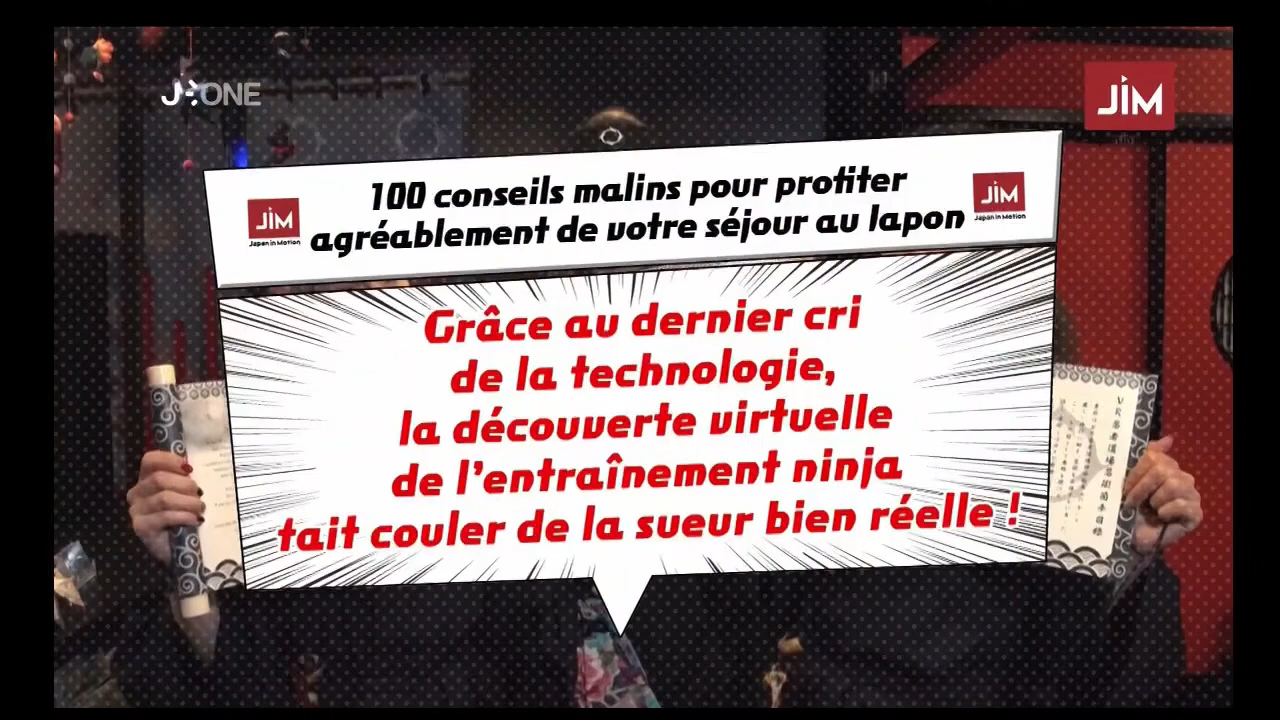 J:ONE
JIM
100 conseils malins pour profiter
agréablement de votre séjour au Japon
JIM
Japan in Motion
JIM
Japan in Motion
Grâce au dernier cri
de la technologie,
la découverte virtuelle
de l'entraînement ninja
fait couler de la sueur bien réelle !